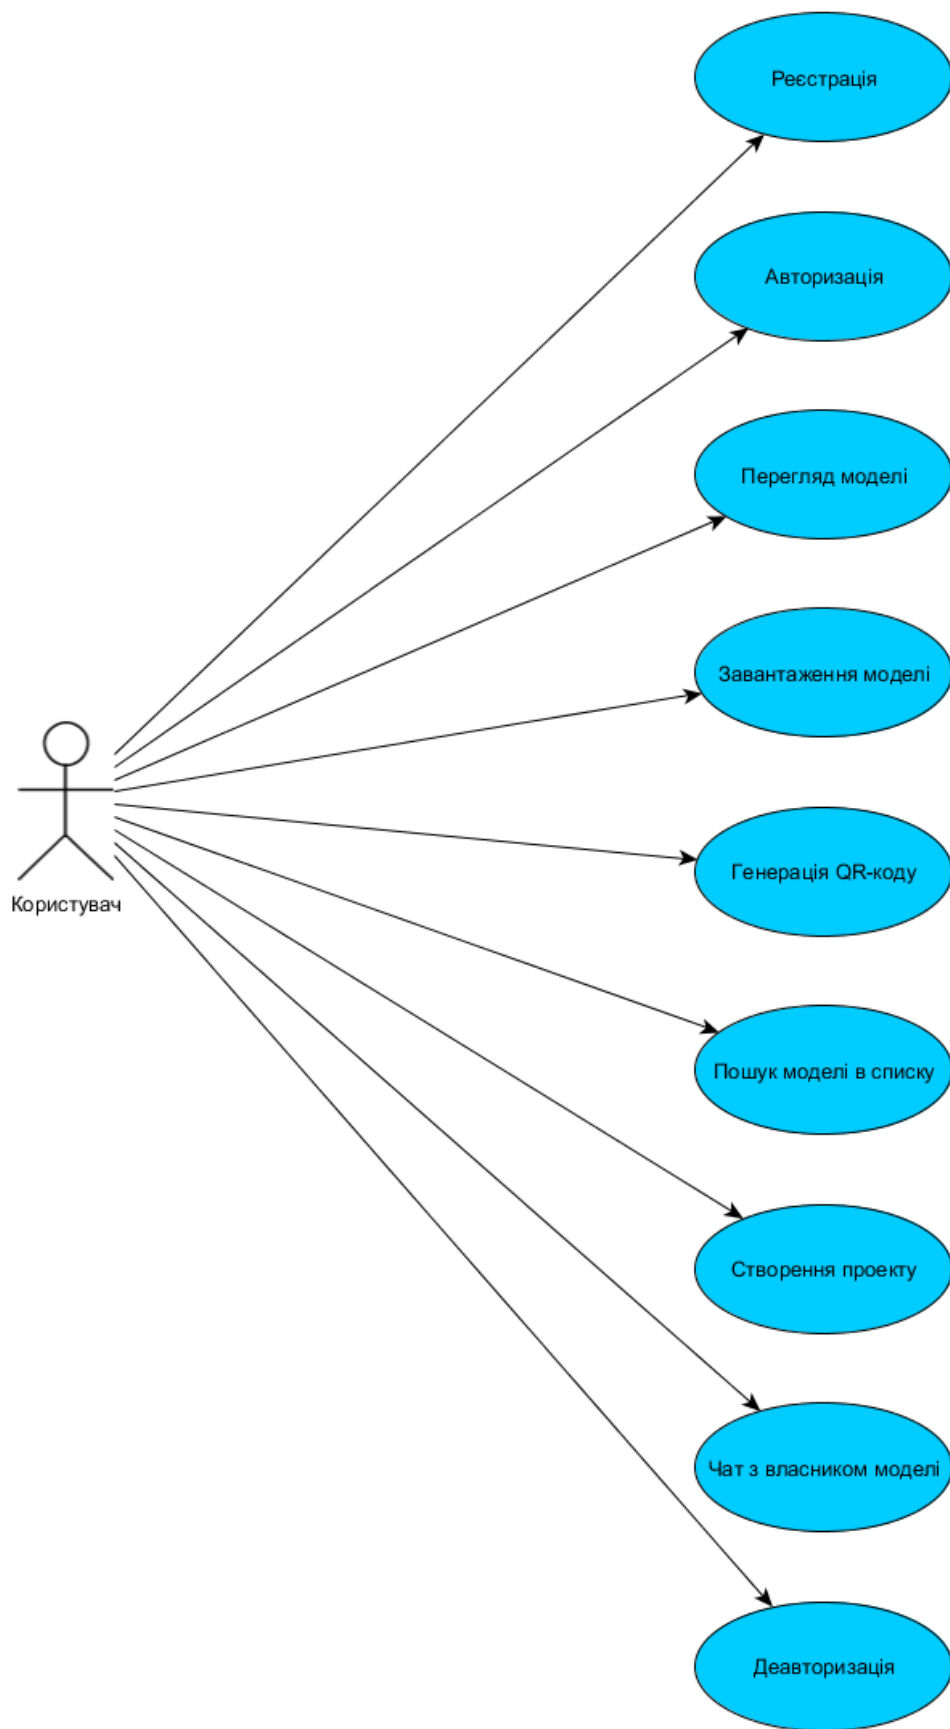 Реєстрація
Авторизація
Перегляд моделі
Завантаження моделі
Користувач
Генерація QR-коду
Пошук моделі в списку
Створення проекту
Чат з власником моделі
Деавторизація